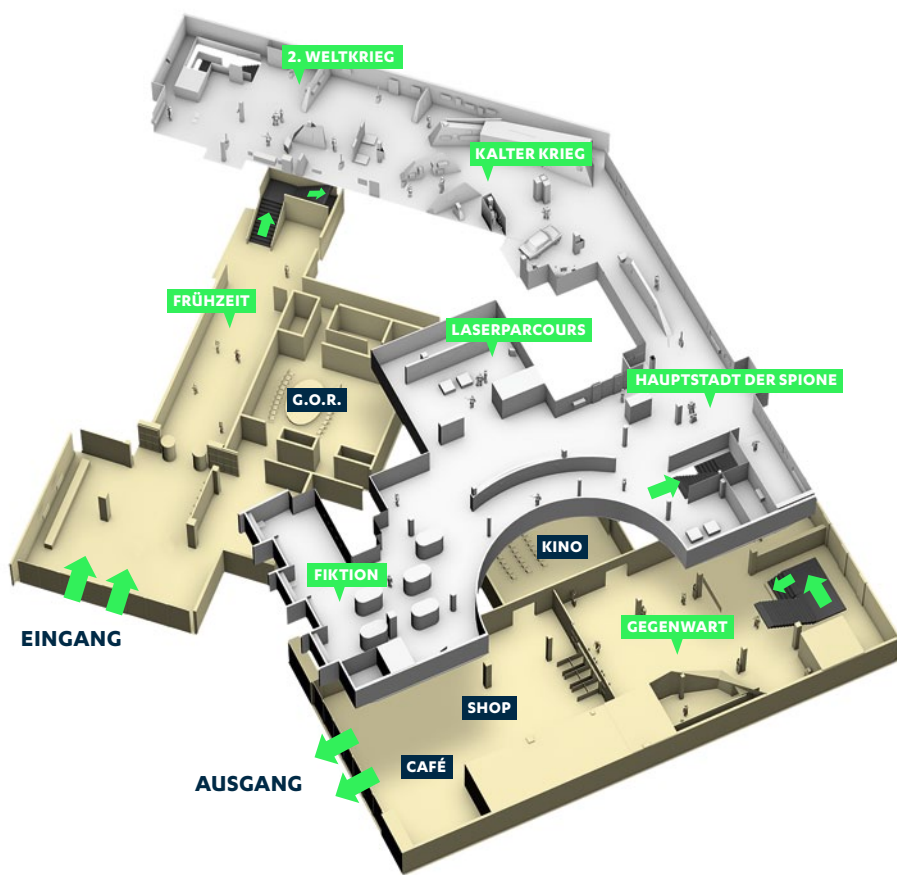 2. WELTKRIEG
KALTER KRIEG
FRÜHZEIT
LASERPARCOURS
HAUPTSTADT DER SPIONE
G.O.R.
KINO
FIKTION
GEGENWART
EINGANG
SHOP
CAFÉ
AUSGANG